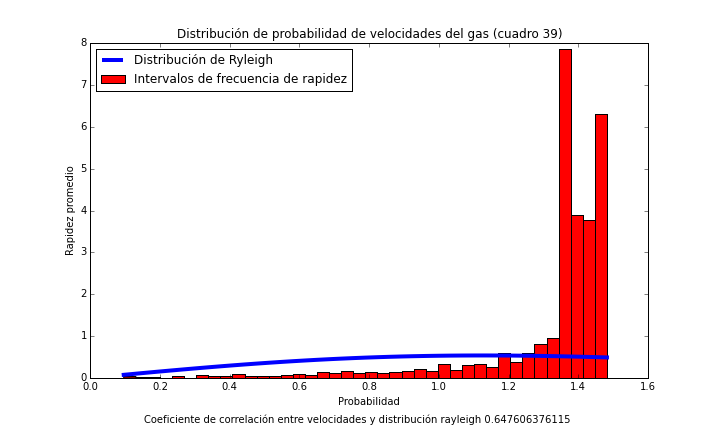 Distribución de probabilidad de velocidades del gas (cuadro 39)
Distribución de Ryleigh
Intervalos de frecuencia de rapidez
Rapidez promedio
8
7
6
5
4
3
2
1
0
0.0 0.2 0.4 0.6 0.8 1.0 1.2 1.4 1.6
Probabilidad
Coeficiente de correlación entre velocidades y distribución rayleigh 0.647606376115